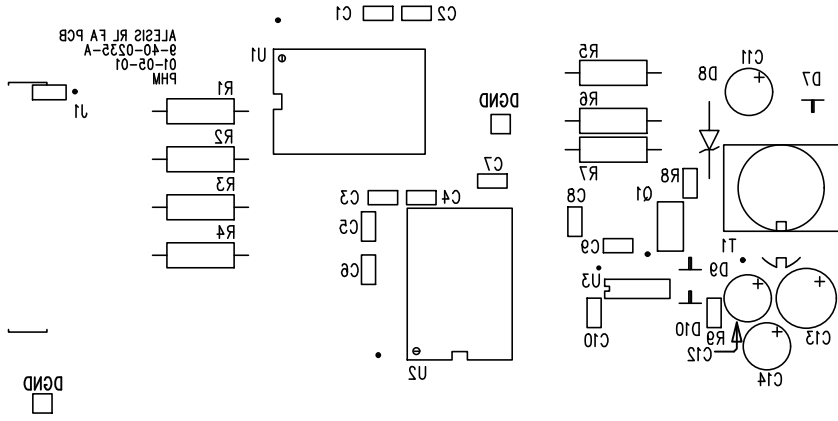 C1
C2
ALESIS RL FA PCB
9-40-0235-A
01-05-01
PHM
U1
R5
D8
C11
D7
J1
R1
R6
DGND
R2
R7
C7
R8
R3
C3
C4
C8
Q1
C5
R4
C9
T1
C6
U3
D9
C10
D10
R9
C13
C12
U2
C14
DGND